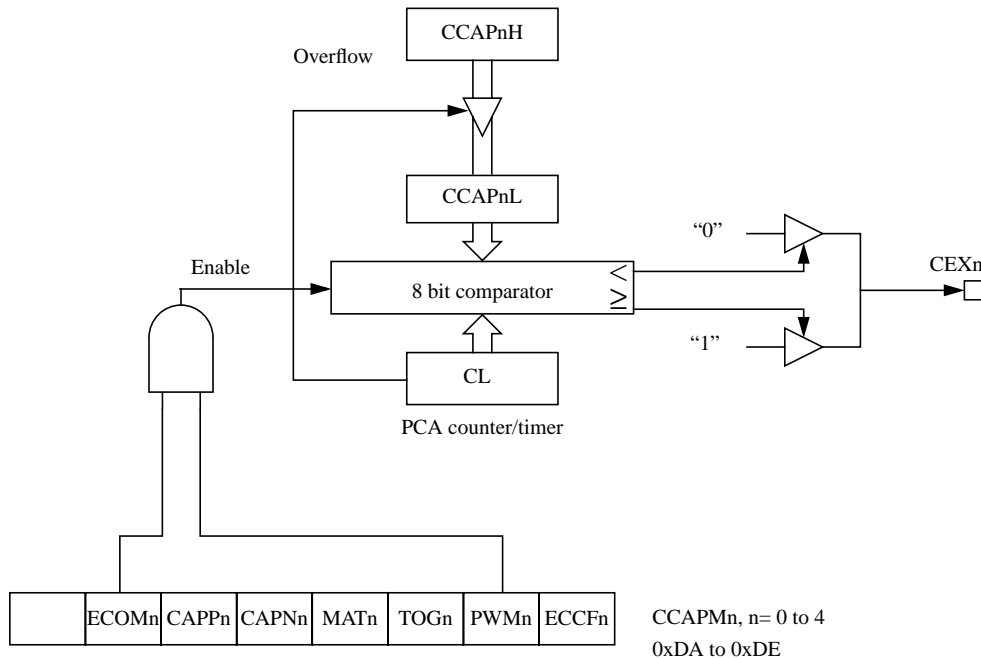 CCAPnH
Overflow
CCAPnL
“0”
Enable
<
CEXn
8 bit comparator
≥
“1”
CL
PCA counter/timer
ECOMn CAPPn CAPNn MATn TOGn PWMn ECCFn
CCAPMn, n= 0 to 4
0xDA to 0xDE